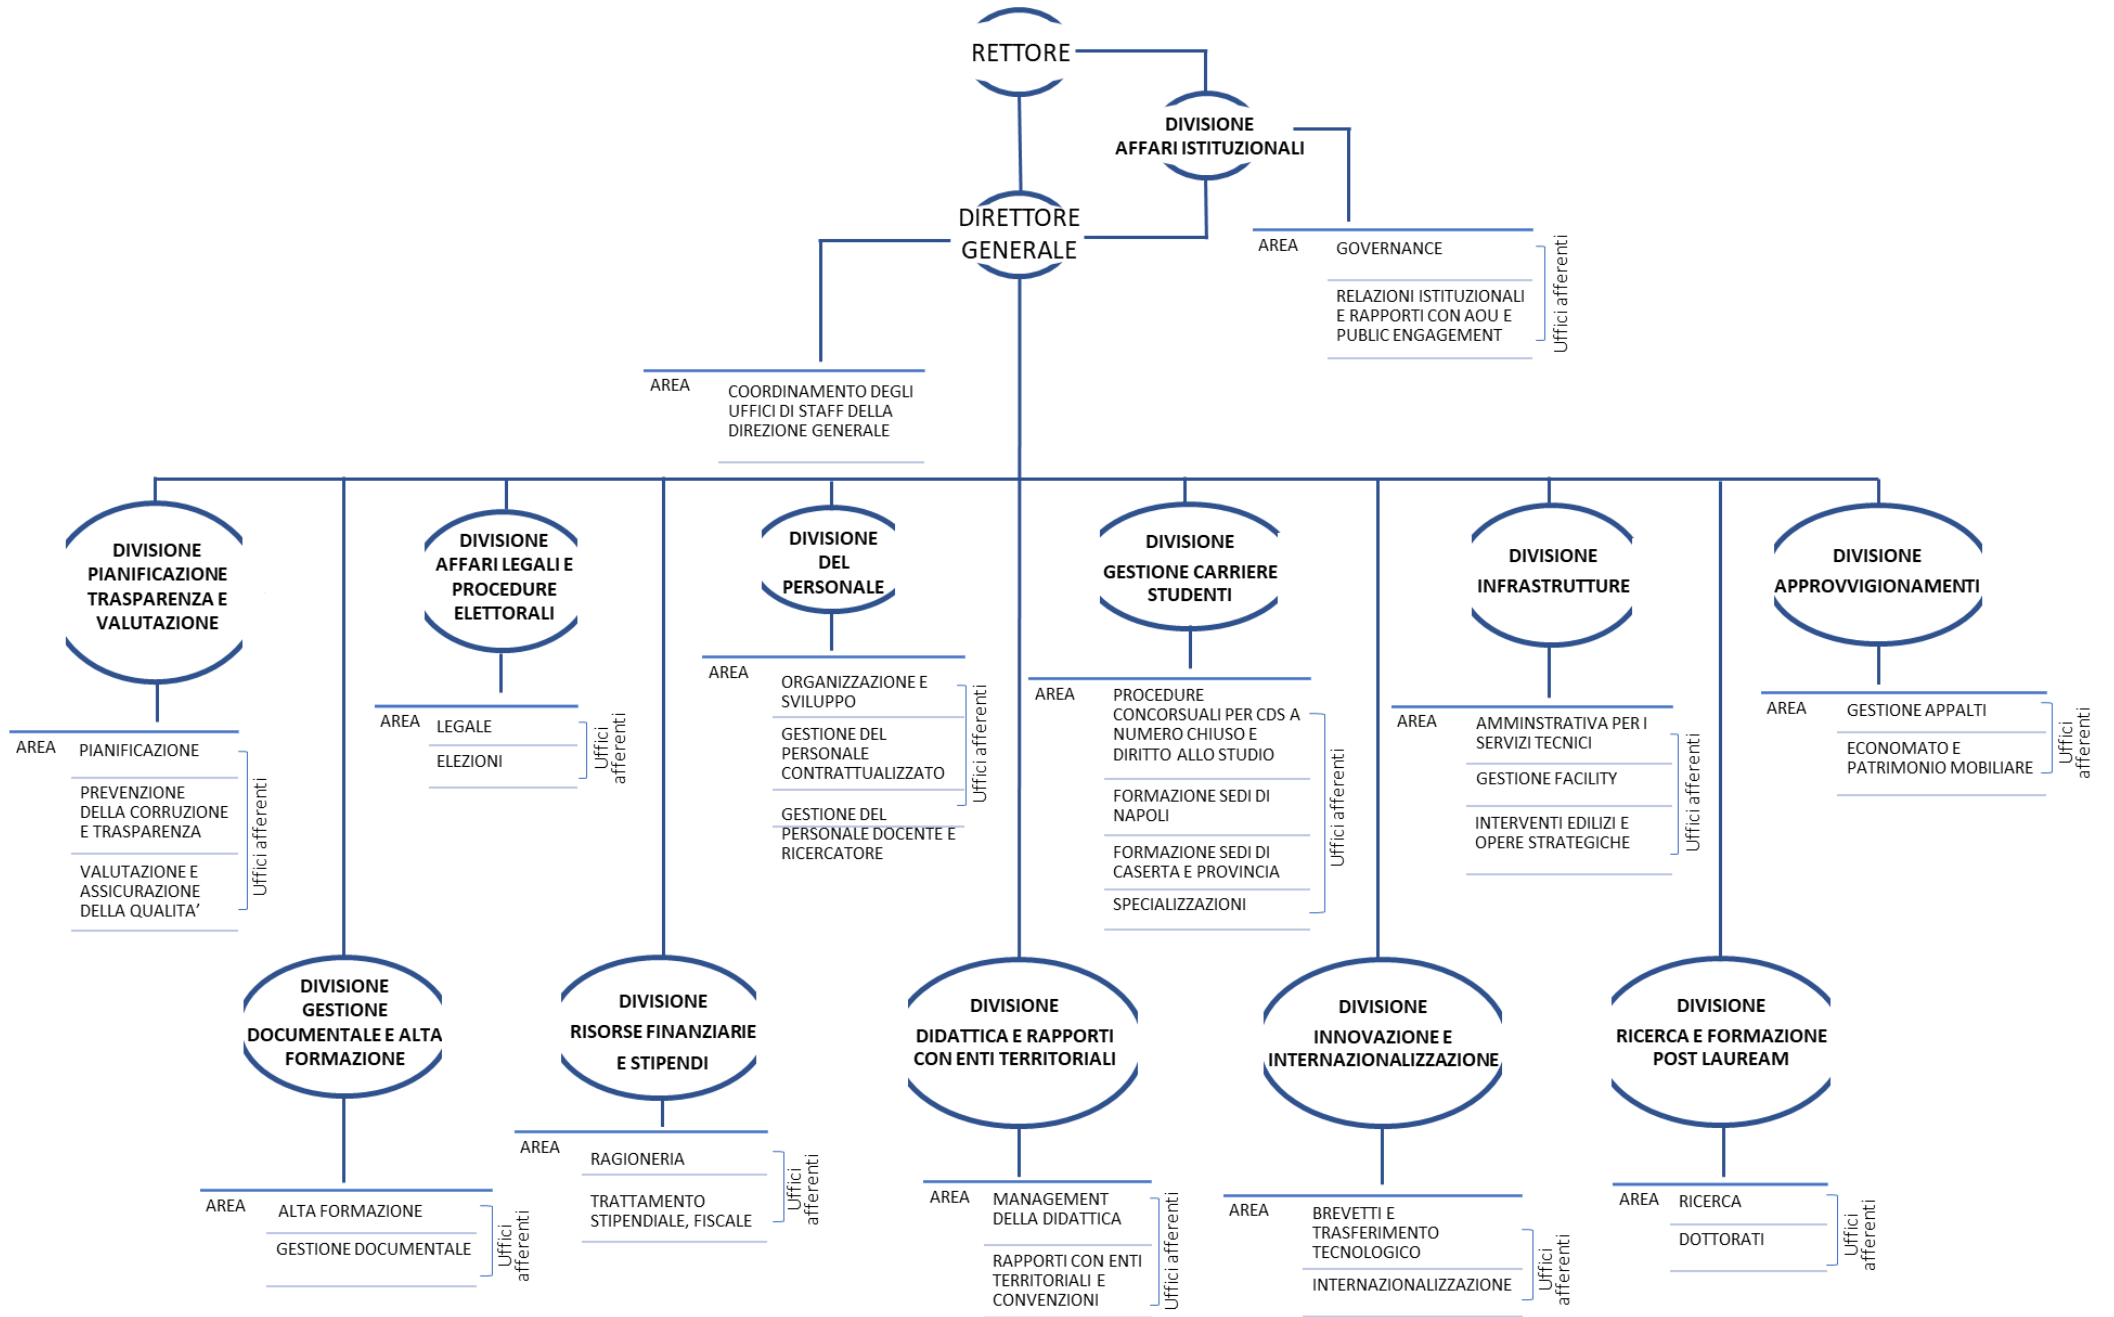 RETTORE
DIVISIONE
AFFARI ISTITUZIONALI
DIRETTORE
GENERALE
AREA
GOVERNANCE
RELAZIONI ISTITUZIONALI
E RAPPORTI CON AOU E
PUBLIC ENGAGEMENT
Uffici afferenti
AREA
COORDINAMENTO DEGLI
UFFICI DI STAFF DELLA
DIREZIONE GENERALE
DIVISIONE
PIANIFICAZIONE
TRASPARENZA E
VALUTAZIONE
AREA
PIANIFICAZIONE
PREVENZIONE
DELLA CORRUZIONE
E TRASPARENZA
VALUTAZIONE E
ASSICURAZIONE
DELLA QUALITA’
Uffici afferenti
DIVISIONE
AFFARI LEGALI E
PROCEDURE
ELETTORALI
AREA
LEGALE
ELEZIONI
Uffici
afferenti
DIVISIONE
DEL
PERSONALE
AREA
ORGANIZZAZIONE E
SVILUPPO
GESTIONE DEL
PERSONALE
CONTRATTUALIZZATO
GESTIONE DEL
PERSONALE DOCENTE E
RICERCATORE
Uffici afferenti
DIVISIONE
GESTIONE CARRIERE
STUDENTI
AREA
PROCEDURE
CONCORSUALI PER CDS A
NUMERO CHIUSO E
DIRITTO ALLO STUDIO
FORMAZIONE SEDI DI
NAPOLI
FORMAZIONE SEDI DI
CASERTA E PROVINCIA
SPECIALIZZAZIONI
Uffici afferenti
DIVISIONE
INFRASTRUTTURE
AREA
AMMINSTRATIVA PER I
SERVIZI TECNICI
GESTIONE FACILITY
INTERVENTI EDILIZI E
OPERE STRATEGICHE
Uffici afferenti
DIVISIONE
APPROVVIGIONAMENTI
AREA
GESTIONE APPALTI
ECONOMATO E
PATRIMONIO MOBILIARE
Uffici
afferenti
DIVISIONE
GESTIONE
DOCUMENTALE E ALTA
FORMAZIONE
AREA
ALTA FORMAZIONE
GESTIONE DOCUMENTALE
Uffici
afferenti
DIVISIONE
RISORSE FINANZIARIE
E STIPENDI
AREA
RAGIONERIA
TRATTAMENTO
STIPENDIALE, FISCALE
Uffici
afferenti
DIVISIONE
DIDATTICA E RAPPORTI
CON ENTI TERRITORIALI
AREA
MANAGEMENT
DELLA DIDATTICA
RAPPORTI CON ENTI
TERRITORIALI E
CONVENZIONI
Uffici afferenti
DIVISIONE
INNOVAZIONE E
INTERNAZIONALIZZAZIONE
AREA
BREVETTI E
TRASFERIMENTO
TECNOLOGICO
INTERNAZIONALIZZAZIONE
Uffici
afferenti
DIVISIONE
RICERCA E FORMAZIONE
POST LAUREAM
AREA
RICERCA
DOTTORATI
Uffici
afferenti